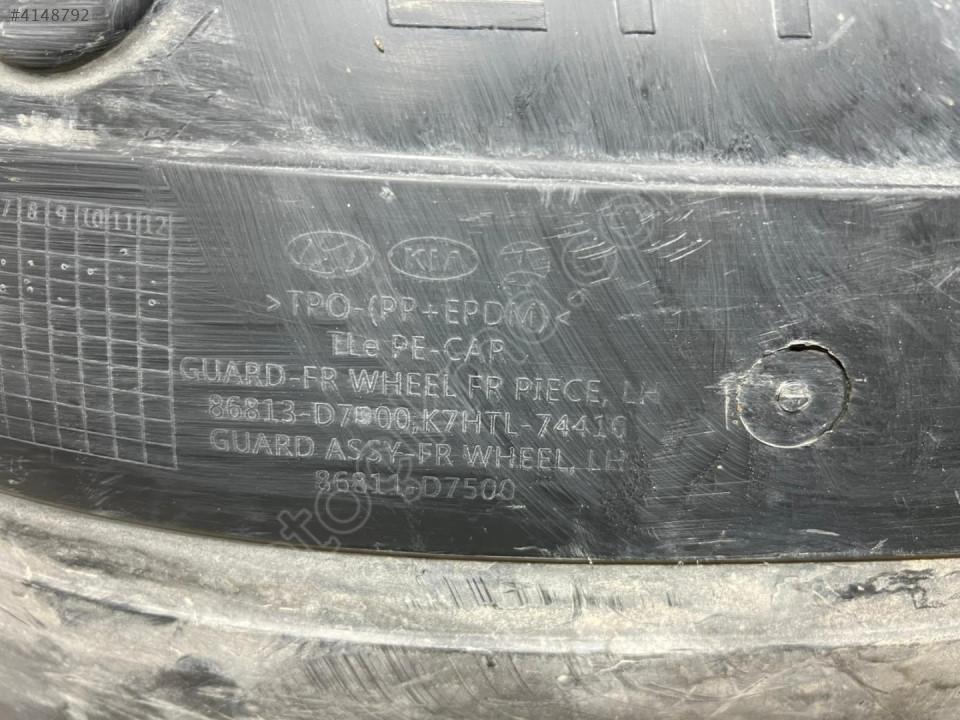 #4148792
7 8 9 10 11 12
KIA
>TPO-(PP+EPDM)<
TLe PE-CAP
GUARD-FR WHEEL FR PIECE, LH
86813-D7500,K7HTL-74410
GUARD ASSY-FR WHEEL, LH
86811-D7500